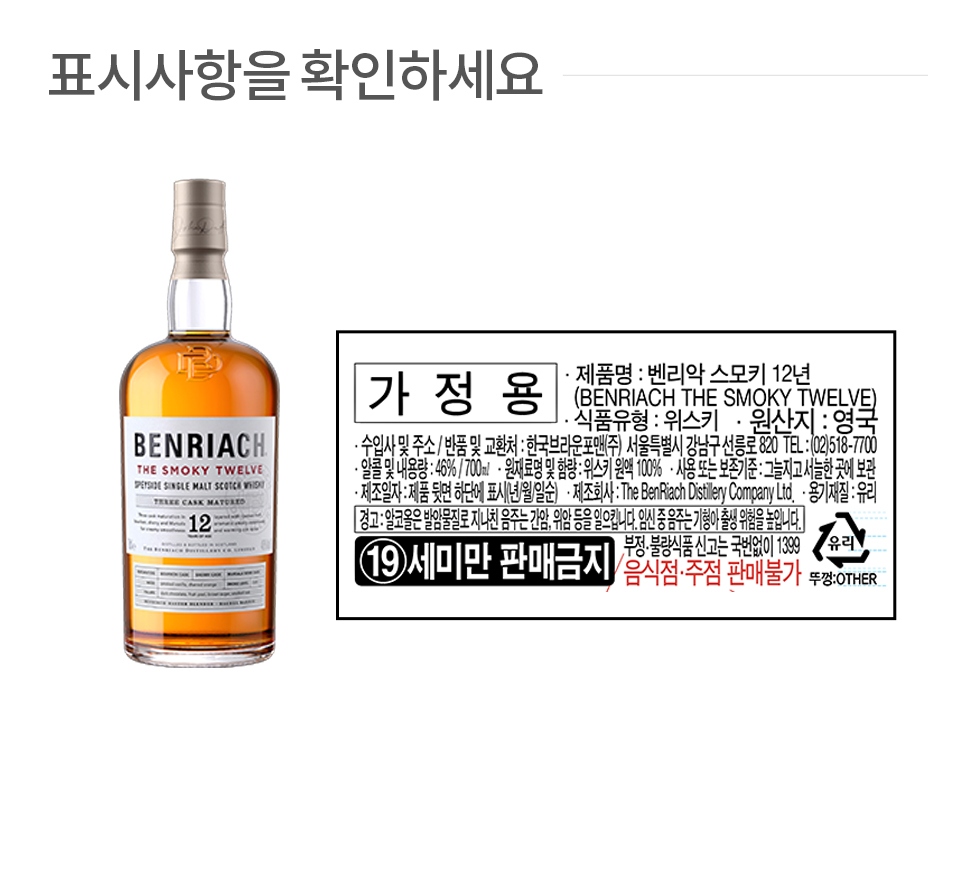 표시사항을 확인하세요
BENRIACH
THE SMOKY TWELVE
SPEYSIDE SINGLE MALT SCOTCH WHISKY
THREE CASK MATURED
12
YEARS OF AGE
THE BENRIACH DISTILLERY C⁰. LIMITED
가 정 용
· 제품명 : 벤리악 스모키 12년
(BENRIACH THE SMOKY TWELVE)
· 식품유형 : 위스키 · 원산지 : 영국
· 수입사 및 주소 / 반품 및 교환처 : 한국브라운포맨(주) 서울특별시 강남구 선릉로 820 TEL : (02)518-7700
· 알콜 및 내용량 : 46% / 700㎖ · 원재료명 및 함량 : 위스키 원액 100% · 사용 또는 보존기준 : 그늘지고 서늘한 곳에 보관
· 제조일자 : 제품 뒷면 하단에 표시(년/월/일순) · 제조회사 : The BenRiach Distillery Company Ltd. · 용기재질 : 유리
경고 : 알코올은 발암물질로 지나친 음주는 간암, 위암 등을 일으킵니다. 임신 중 음주는 기형아 출생 위험을 높입니다.
⑲세미만 판매금지
부정·불량식품 신고는 국번없이 1399
음식점·주점 판매불가
유리
뚜껑:OTHER